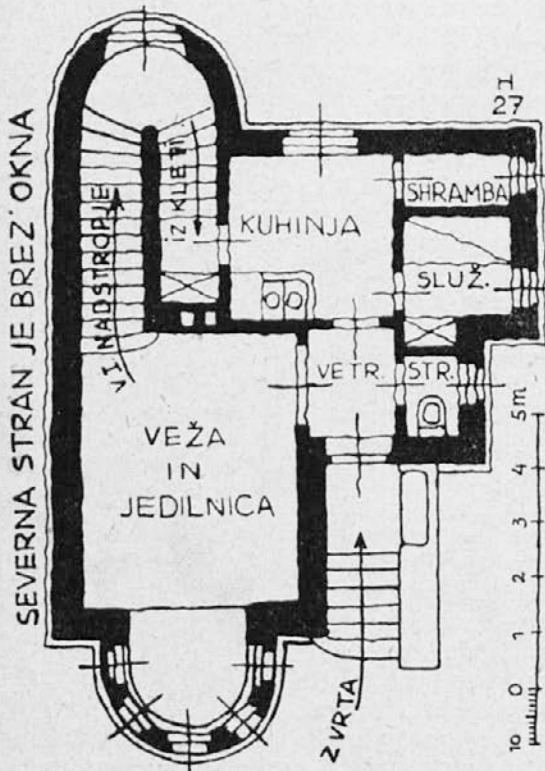 SEVERNA STRAN JE BREZ' OKNA
H
27
V I. NADSTROPJE
IZ KLETI
KUHINJA
SHRAMBA
SLUŽ.
VETR.
STR.
VEŽA
IN
JEDILNICA
Z VRTA
5m
4
3
2
1
0
10